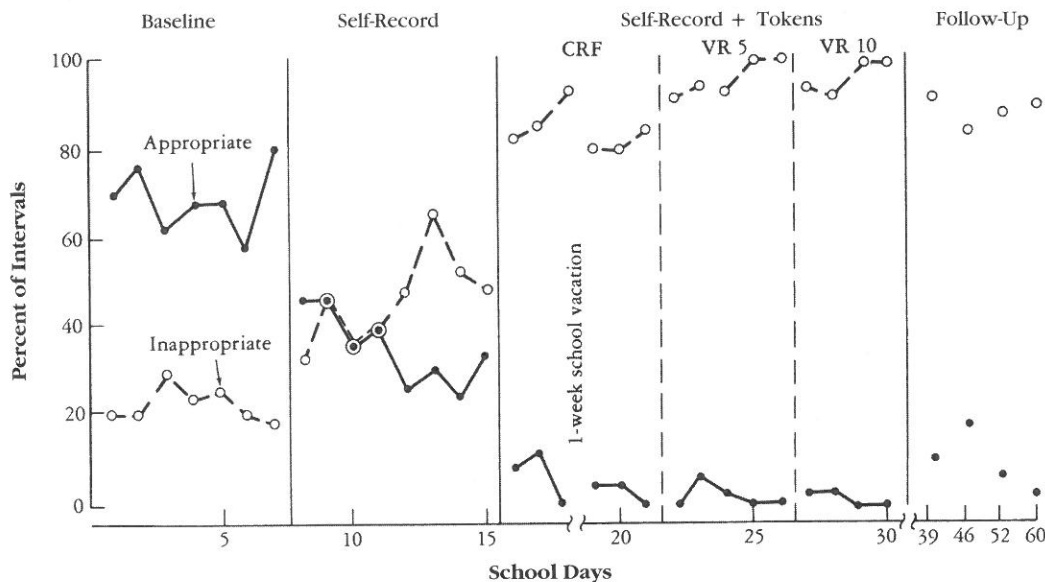 Baseline
Self-Record
Self-Record + Tokens
Follow-Up
CRF
VR 5
VR 10
100
80
60
40
20
0
Percent of Intervals
Appropriate
Inappropriate
1-week school vacation
5
10
15
20
25
30
39
46
52
60
School Days